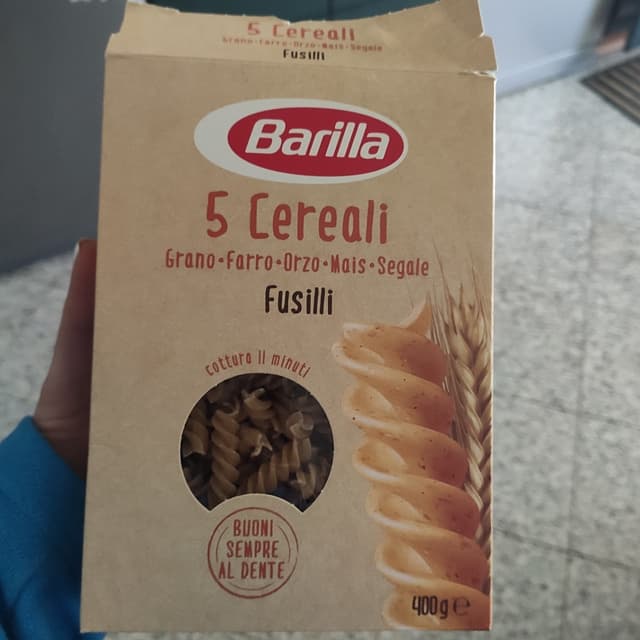 5 Cereali
Grano•Farro•Orzo•Mais•Segale
Fusilli
Barilla
5 Cereali
Grano•Farro•Orzo•Mais•Segale
Fusilli
cottura 11 minuti
BUONI
SEMPRE
AL DENTE
400g ℮